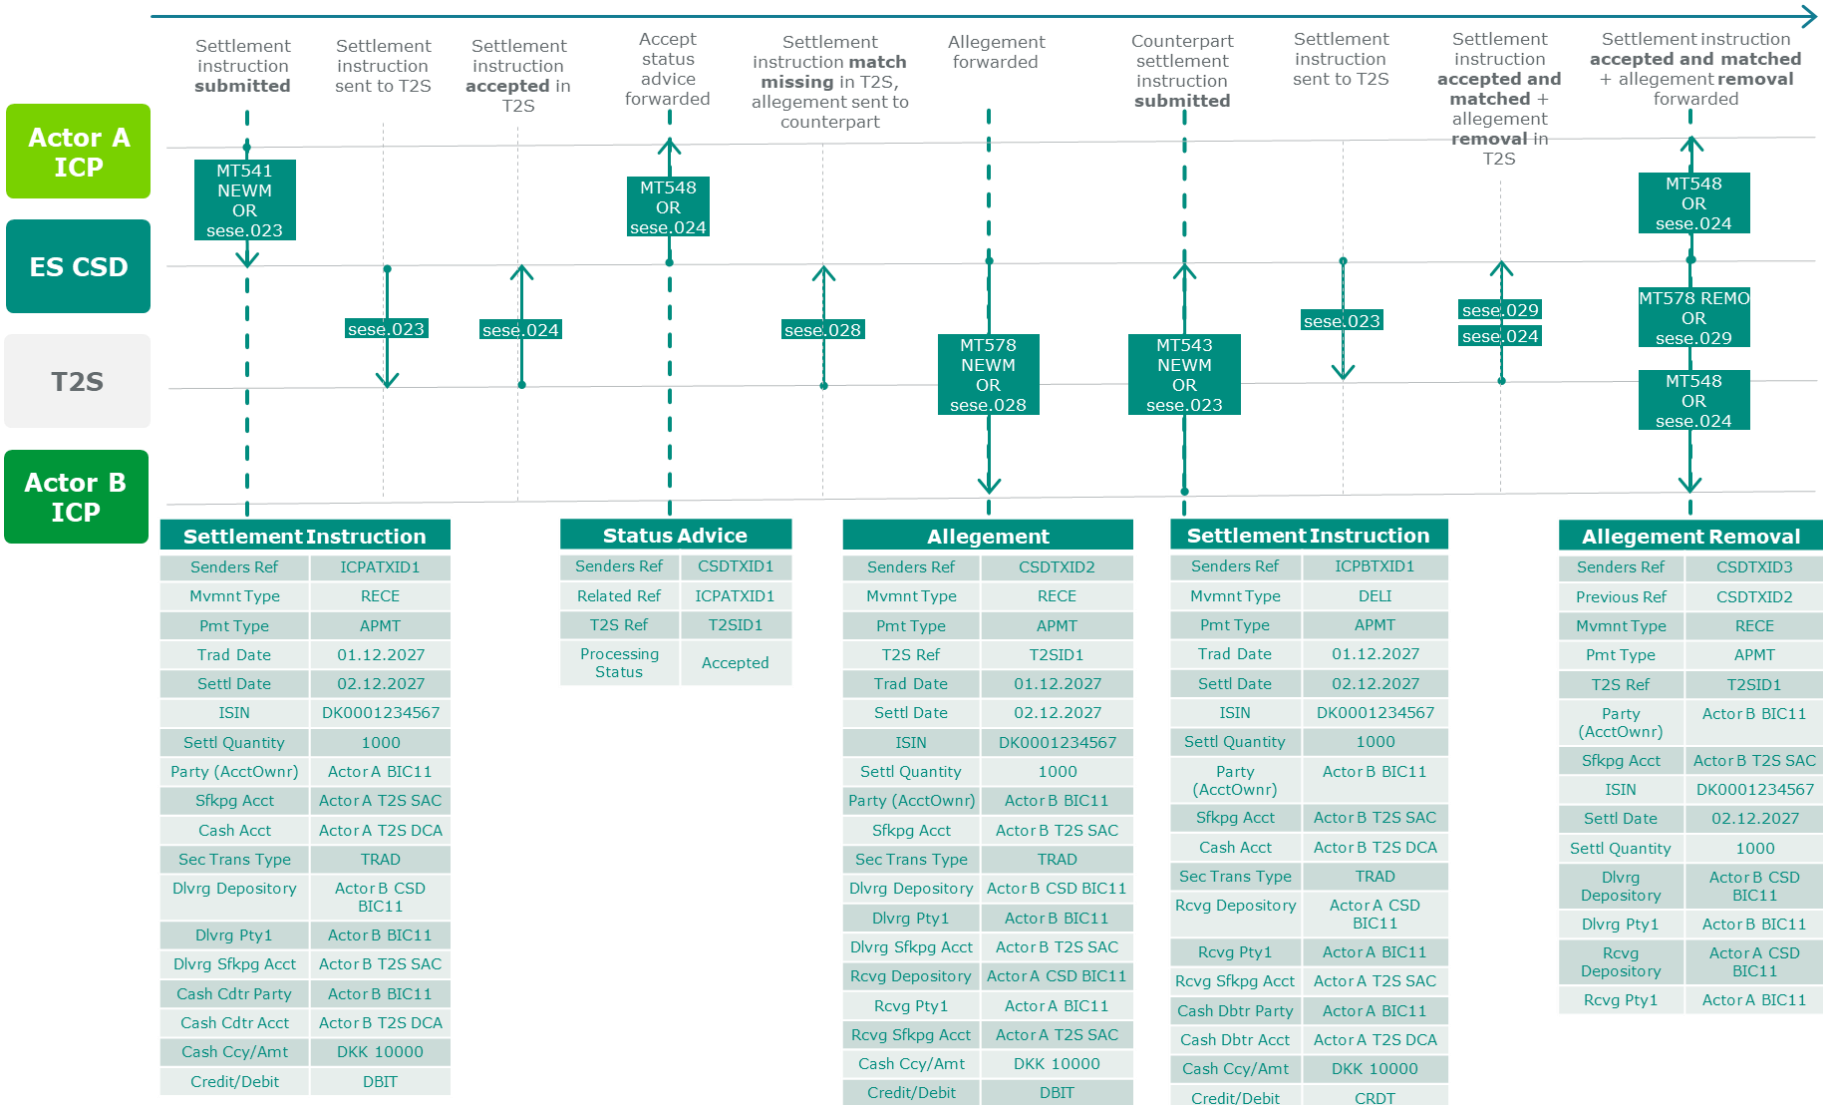 Settlement
instruction
submitted
Settlement
instruction
sent to T2S
Settlement
instruction
accepted in
T2S
Accept
status
advice
forwarded
Settlement
instruction match
missing in T2S,
allegement sent to
counterpart
Allegement
forwarded
Counterpart
settlement
instruction
submitted
Settlement
instruction
sent to T2S
Settlement
instruction
accepted and
matched +
allegement
removal in
T2S
Settlement instruction
accepted and matched
+ allegement removal
forwarded
Actor A
ICP
ES CSD
T2S
Actor B
ICP
MT541
NEWM
OR
sese.023
sese.023
sese.024
MT548
OR
sese.024
sese.028
MT578
NEWM
OR
sese.028
MT543
NEWM
OR
sese.023
sese.023
sese.029
sese.024
MT548
OR
sese.024
MT578 REMO
OR
sese.029
MT548
OR
sese.024
Settlement Instruction
Senders Ref ICPATXID1
Mvmnt Type RECE
Pmt Type APMT
Trad Date 01.12.2027
Settl Date 02.12.2027
ISIN DK0001234567
Settl Quantity 1000
Party (AcctOwnr) Actor A BIC11
Sfkpg Acct Actor A T2S SAC
Cash Acct Actor A T2S DCA
Sec Trans Type TRAD
Dlvrg Depository Actor B CSD
BIC11
Dlvrg Pty1 Actor B BIC11
Dlvrg Sfkpg Acct Actor B T2S SAC
Cash Cdtr Party Actor B BIC11
Cash Cdtr Acct Actor B T2S DCA
Cash Ccy/Amt DKK 10000
Credit/Debit DBIT
Status Advice
Senders Ref CSDTXID1
Related Ref ICPATXID1
T2S Ref T2SID1
Processing
Status Accepted
Allegement
Senders Ref CSDTXID2
Mvmnt Type RECE
Pmt Type APMT
T2S Ref T2SID1
Trad Date 01.12.2027
Settl Date 02.12.2027
ISIN DK0001234567
Settl Quantity 1000
Party (AcctOwnr) Actor B BIC11
Sfkpg Acct Actor B T2S SAC
Sec Trans Type TRAD
Dlvrg Depository Actor B CSD BIC11
Dlvrg Pty1 Actor B BIC11
Dlvrg Sfkpg Acct Actor B T2S SAC
Rcvg Depository Actor A CSD BIC11
Rcvg Pty1 Actor A BIC11
Rcvg Sfkpg Acct Actor A T2S SAC
Cash Ccy/Amt DKK 10000
Credit/Debit DBIT
Settlement Instruction
Senders Ref ICPBTXID1
Mvmnt Type DELI
Pmt Type APMT
Trad Date 01.12.2027
Settl Date 02.12.2027
ISIN DK0001234567
Settl Quantity 1000
Party
(AcctOwnr) Actor B BIC11
Sfkpg Acct Actor B T2S SAC
Cash Acct Actor B T2S DCA
Sec Trans Type TRAD
Rcvg Depository Actor A CSD
BIC11
Rcvg Pty1 Actor A BIC11
Rcvg Sfkpg Acct Actor A T2S SAC
Cash Dbtr Party Actor A BIC11
Cash Dbtr Acct Actor A T2S DCA
Cash Ccy/Amt DKK 10000
Credit/Debit CRDT
Allegement Removal
Senders Ref CSDTXID3
Previous Ref CSDTXID2
Mvmnt Type RECE
Pmt Type APMT
T2S Ref T2SID1
Party
(AcctOwnr) Actor B BIC11
Sfkpg Acct Actor B T2S SAC
ISIN DK0001234567
Settl Date 02.12.2027
Settl Quantity 1000
Dlvrg
Depository Actor B CSD
BIC11
Dlvrg Pty1 Actor B BIC11
Rcvg
Depository Actor A CSD
BIC11
Rcvg Pty1 Actor A BIC11